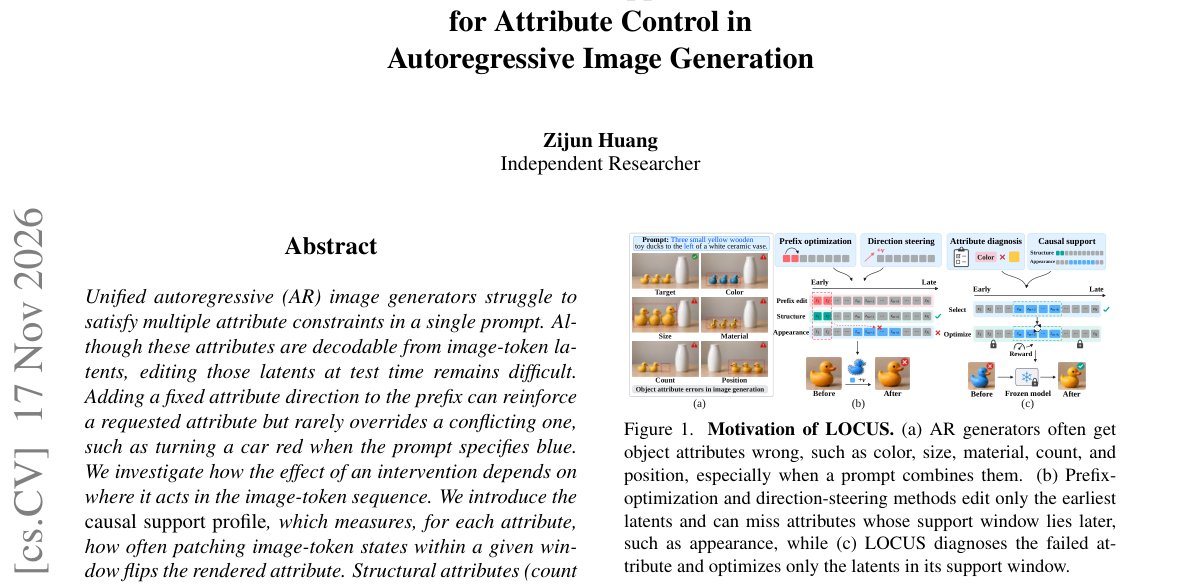 for Attribute Control in
Autoregressive Image Generation
Zijun Huang
Independent Researcher
[cs.CV] 17 Nov 2026
Abstract
Unified autoregressive (AR) image generators struggle to
satisfy multiple attribute constraints in a single prompt. Al-
though these attributes are decodable from image-token la-
tents, editing those latents at test time remains difficult.
Adding a fixed attribute direction to the prefix can reinforce
a requested attribute but rarely overrides a conflicting one,
such as turning a car red when the prompt specifies blue.
We investigate how the effect of an intervention depends on
where it acts in the image-token sequence. We introduce the
causal support profile, which measures, for each attribute,
how often patching image-token states within a given win-
dow flips the rendered attribute. Structural attributes (count
Prompt: Three small yellow wooden
toy ducks to the left of a white ceramic vase.
Target
Color
Size
Material
Count
Position
Object attribute errors in image generation
(a)
Prefix optimization
Direction steering
+v
Early
Late
Prefix edit
Structure
Appearance
+v
Before
After
(b)
Attribute diagnosis
Causal support
Color
Structure
Appearance
Early
Late
Select
Optimize
Reward
Before
Frozen model
After
(c)
Figure 1. Motivation of LOCUS. (a) AR generators often get
object attributes wrong, such as color, size, material, count, and
position, especially when a prompt combines them. (b) Prefix-
optimization and direction-steering methods edit only the earliest
latents and can miss attributes whose support window lies later,
such as appearance, while (c) LOCUS diagnoses the failed at-
tribute and optimizes only the latents in its support window.